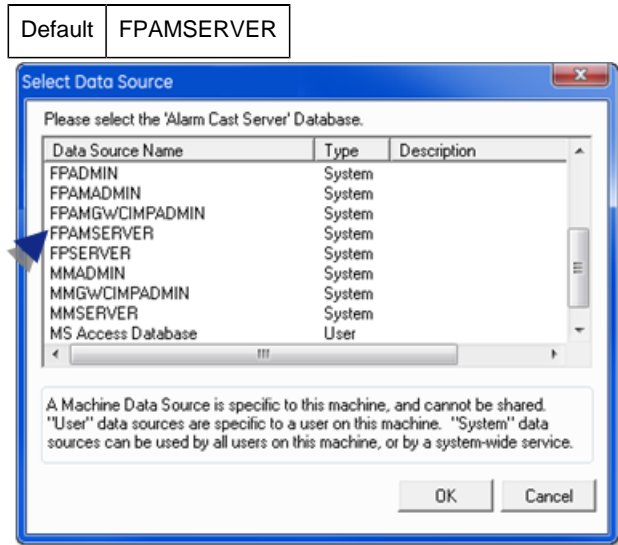 Default FPAMSERVER
Select Data Source
Please select the 'Alarm Cast Server' Database.
Data Source Name Type Description
FPADMIN System
FPAMADMIN System
FPAMGWCIMPADMIN System
FPAMSERVER System
FPSERVER System
MMADMIN System
MMGWCIMPADMIN System
MMSERVER System
MS Access Database User
A Machine Data Source is specific to this machine, and cannot be shared.
"User" data sources are specific to a user on this machine. "System" data
sources can be used by all users on this machine, or by a system-wide service.
OK Cancel